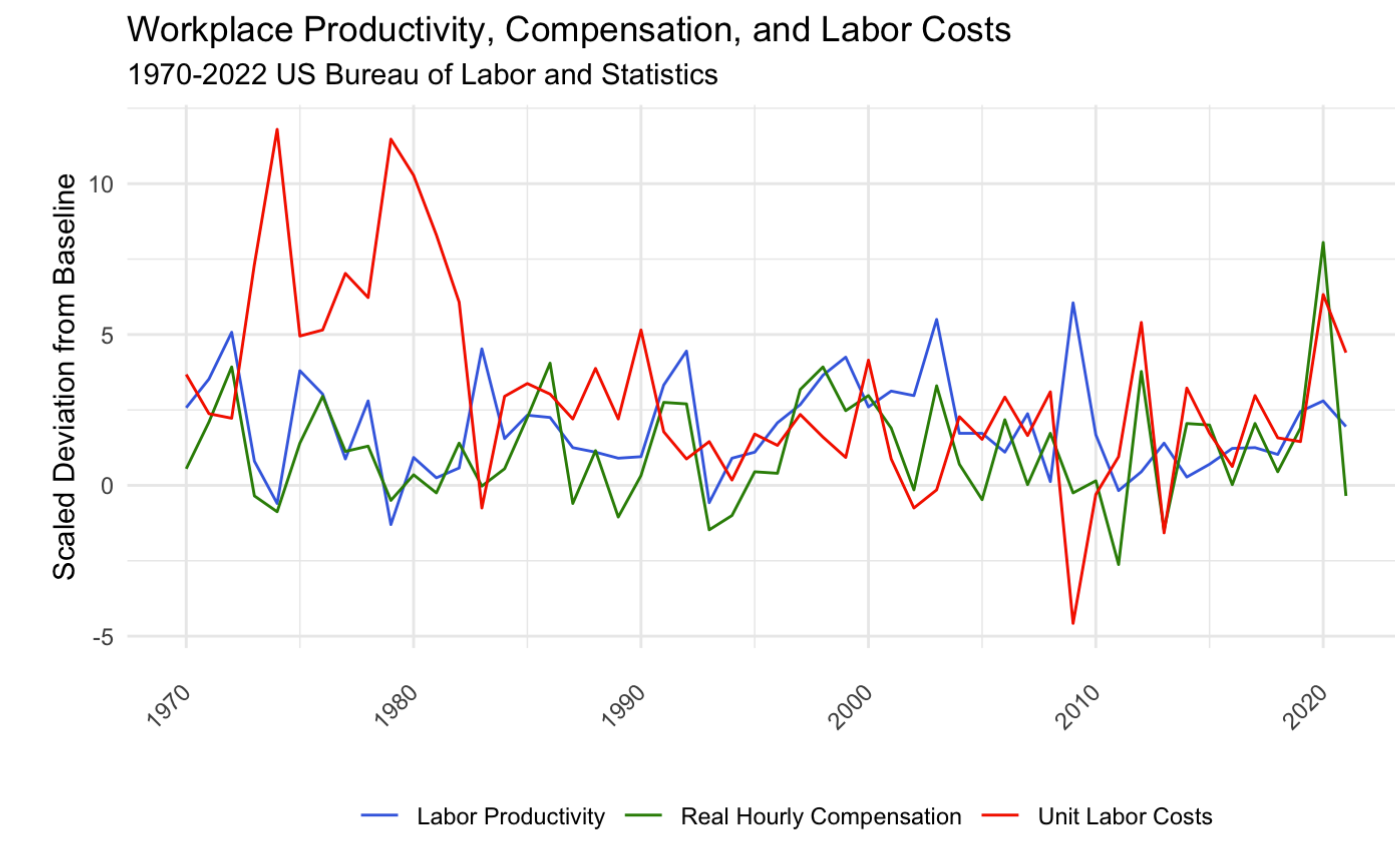 Workplace Productivity, Compensation, and Labor Costs
1970-2022 US Bureau of Labor and Statistics
Scaled Deviation from Baseline
10
5
0
-5
1970 1980 1990 2000 2010 2020
Labor Productivity Real Hourly Compensation Unit Labor Costs